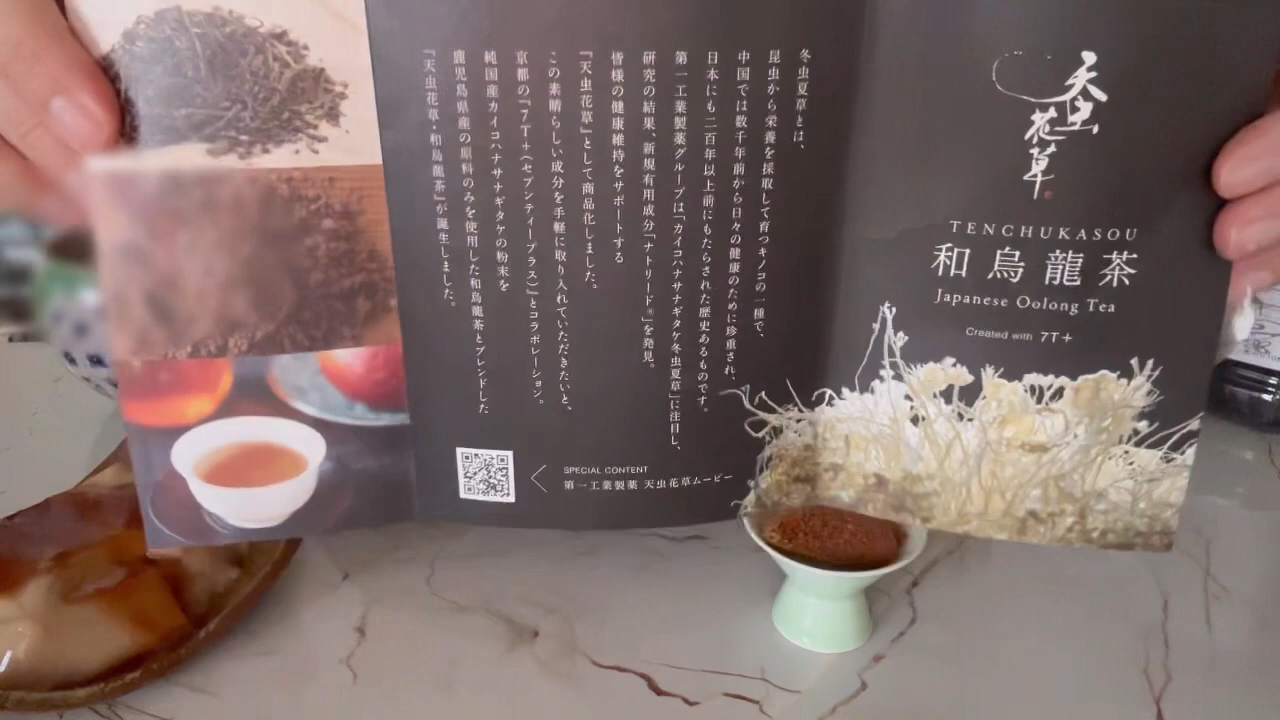 天虫花草
TENCHUKASOU
和烏龍茶
Japanese Oolong Tea
Created with 7T+
冬虫夏草とは、
昆虫から栄養を採取して育つキノコの一種で、
中国では数千年前から日々の健康のために珍重され、
日本にも二百年以上前にもたらされた歴史あるものです。
第一工業製薬グループは「カイコハナサナギタケ冬虫夏草」に注目し、
研究の結果、新規有用成分「ナトリード®」を発見。
皆様の健康維持をサポートする
『天虫花草』として商品化しました。
この素晴らしい成分を手軽に取り入れていただきたいと、
京都の『7T+(セブンティープラス)』とコラボレーション。
純国産カイコハナサナギタケの粉末を
鹿児島県産の原料のみを使用した和烏龍茶とブレンドした
『天虫花草・和烏龍茶』が誕生しました。
SPECIAL CONTENT
第一工業製薬 天虫花草ムービー